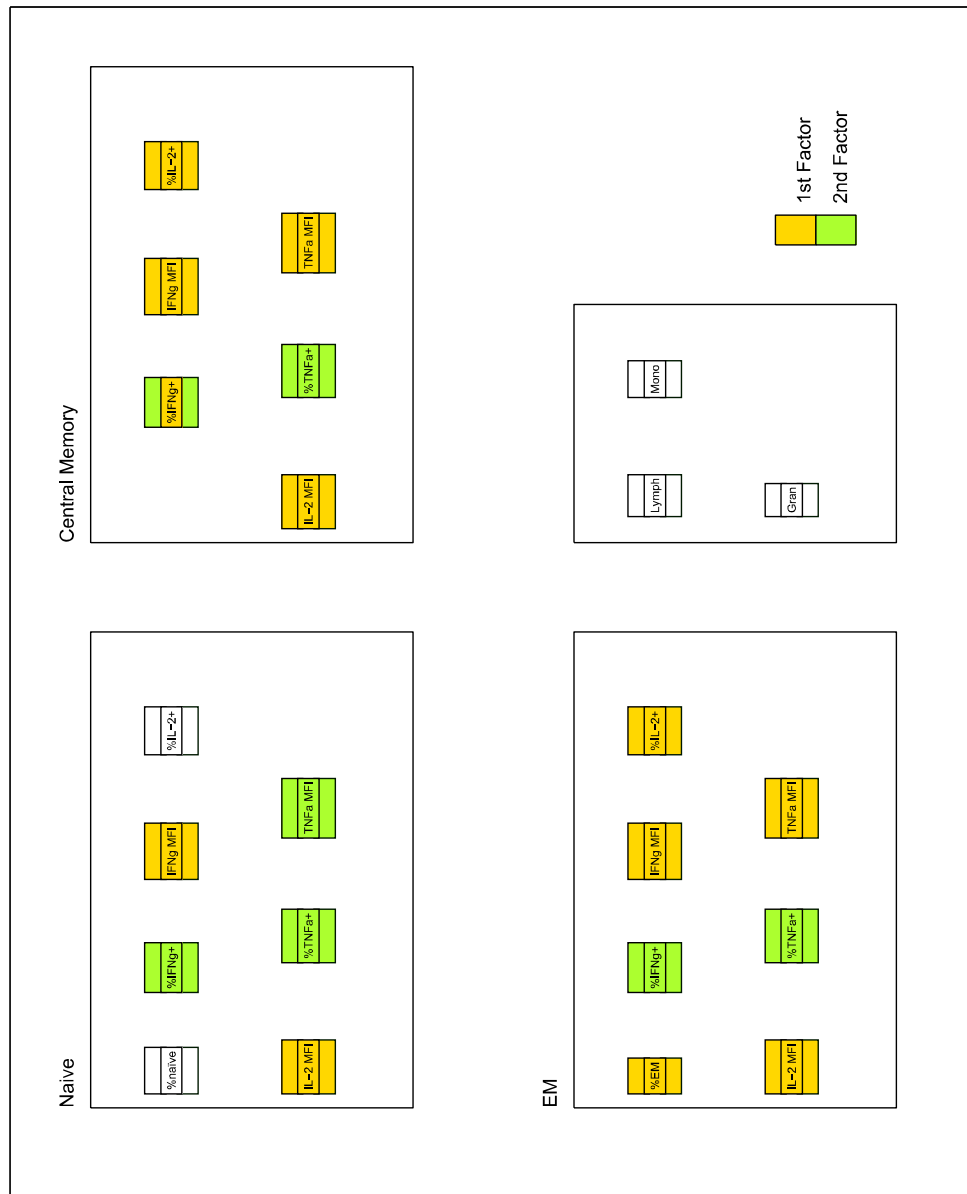 Naïve
%naïve
%IFNg+
IFNg MFI
%IL−2+
IL−2 MFI
%TNFa+
TNFa MFI
Central Memory
%IFNg+
IFNg MFI
%IL−2+
IL−2 MFI
%TNFa+
TNFa MFI
EM
%EM
%IFNg+
IFNg MFI
%IL−2+
IL−2 MFI
%TNFa+
TNFa MFI
Lymph
Mono
Gran
1st Factor
2nd Factor